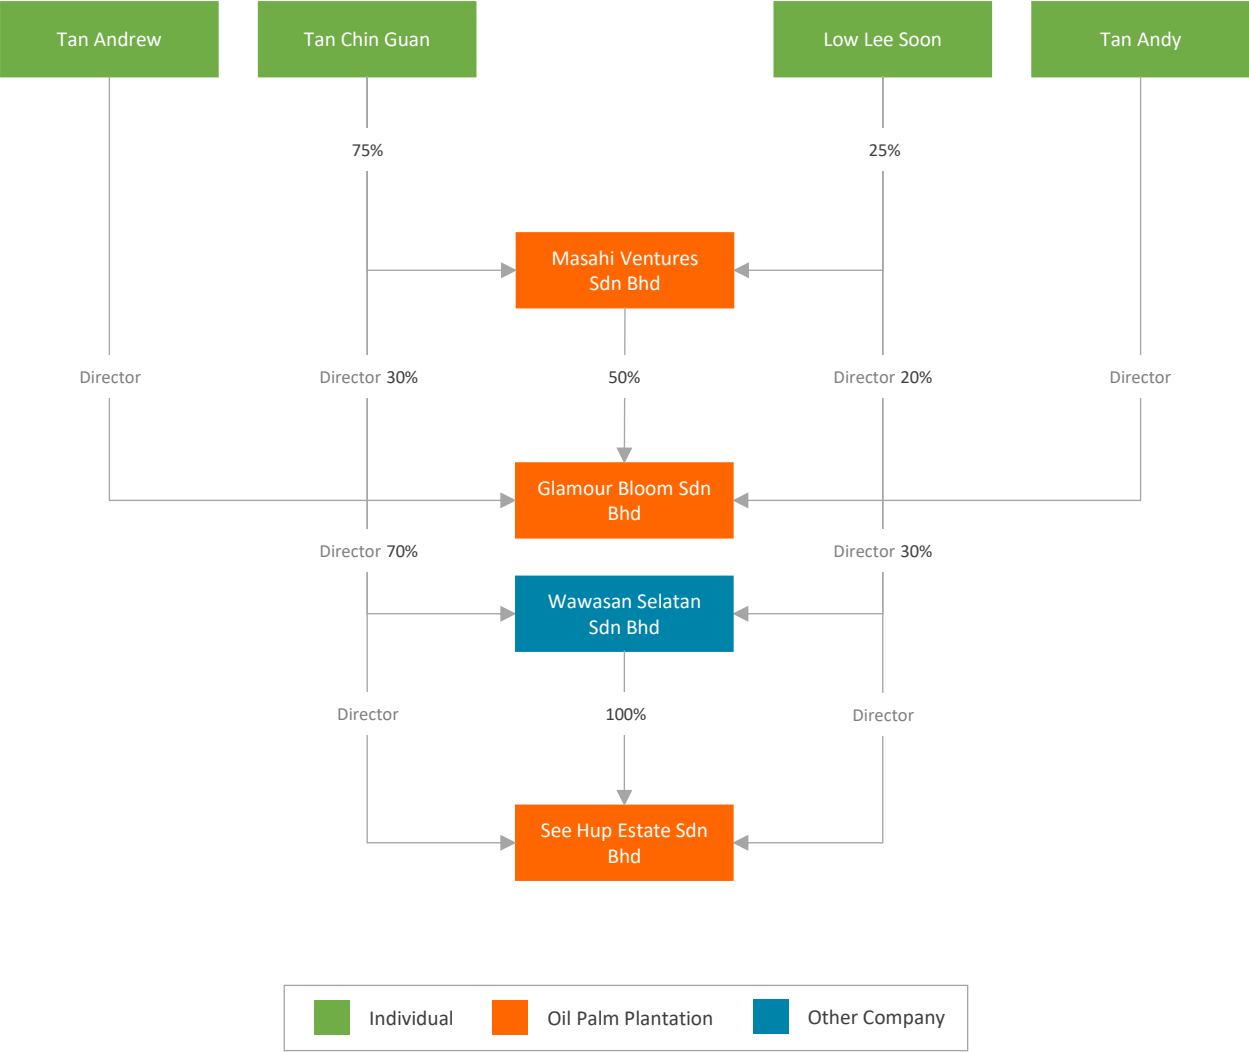 Tan Andrew
Tan Chin Guan
Low Lee Soon
Tan Andy
75%
25%
Masahi Ventures
Sdn Bhd
Director
Director 30%
50%
Director 20%
Director
Glamour Bloom Sdn
Bhd
Director 70%
Director 30%
Wawasan Selatan
Sdn Bhd
Director
100%
Director
See Hup Estate Sdn
Bhd
Individual
Oil Palm Plantation
Other Company